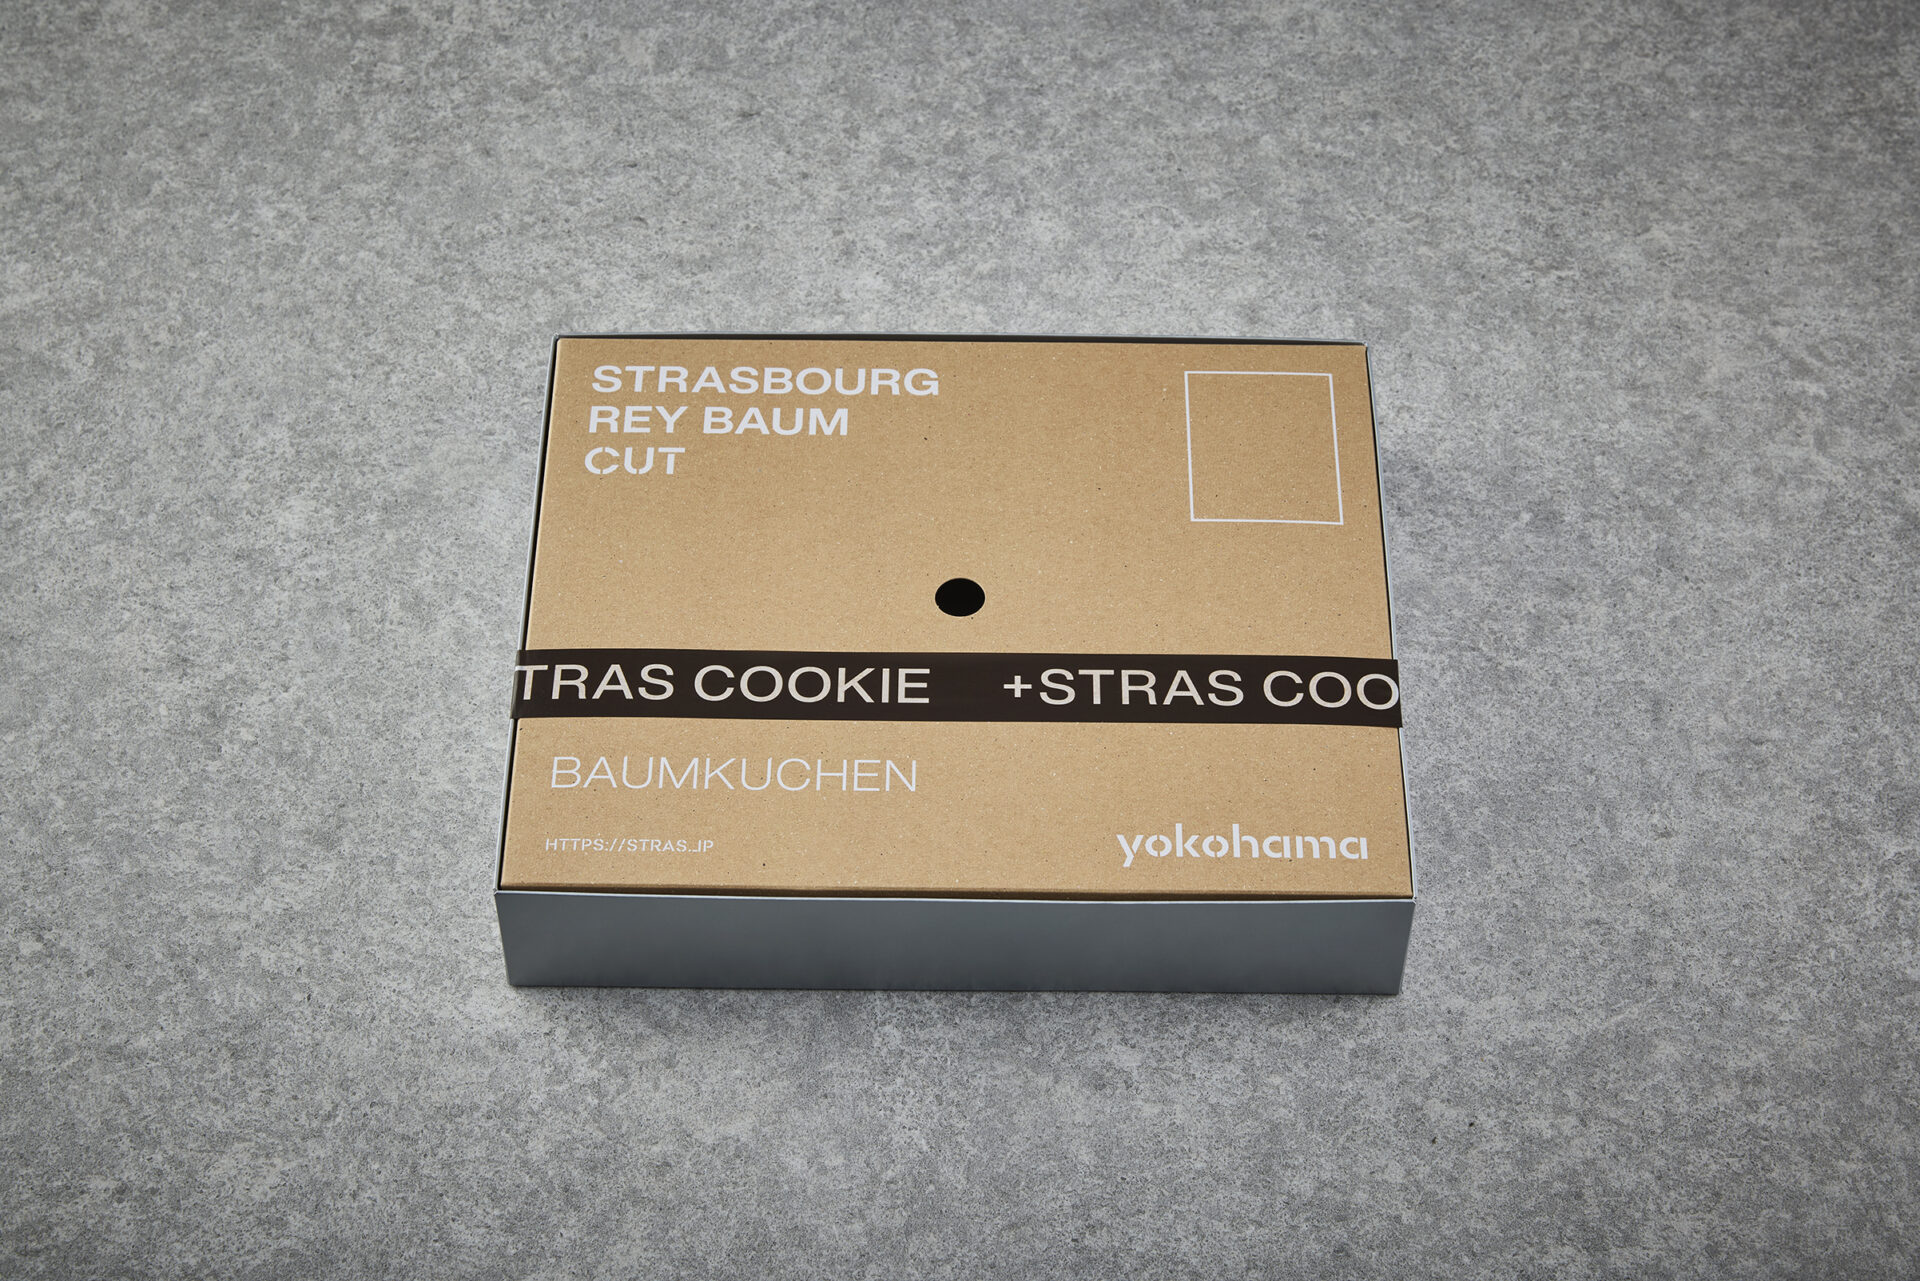 STRASBOURG
REY BAUM
CUT
TRAS COOKIE +STRAS COO
BAUMKUCHEN
HTTPS://STRAS.JP
yokohama